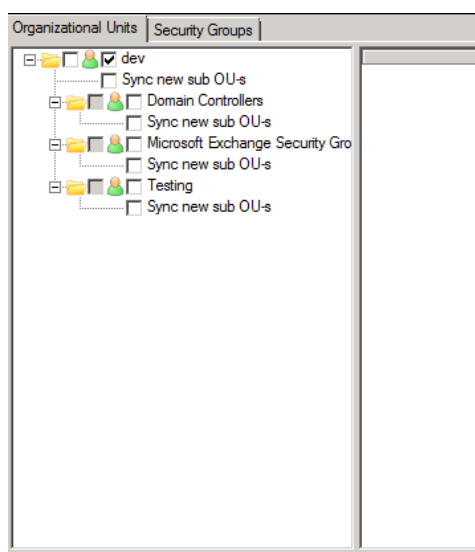 Organizational Units Security Groups
dev
Sync new sub OU-s
Domain Controllers
Sync new sub OU-s
Microsoft Exchange Security Gro
Sync new sub OU-s
Testing
Sync new sub OU-s